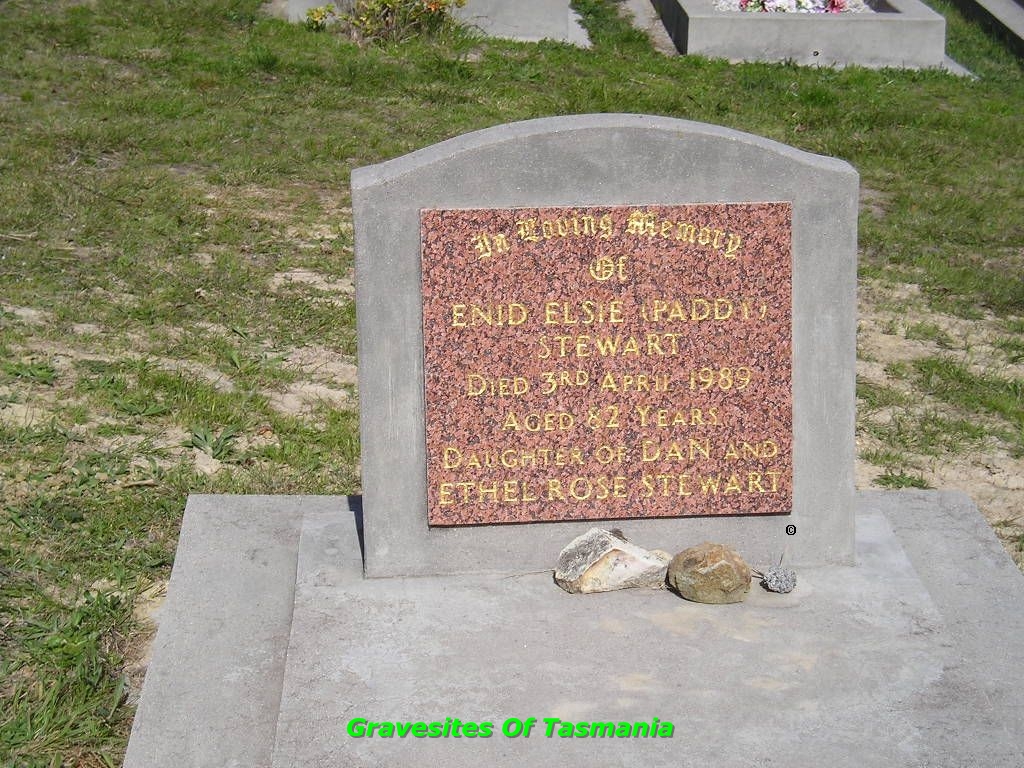 In Loving Memory
Of
ENID ELSIE (PADDY)
STEWART
DIED 3RD APRIL 1989
AGED 82 YEARS
DAUGHTER OF DAN AND
ETHEL ROSE STEWART
©
Gravesites Of Tasmania